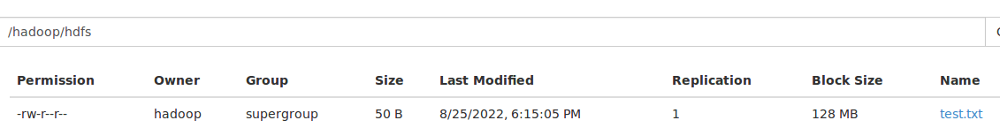 /hadoop/hdfs
Permission Owner Group Size Last Modified Replication Block Size Name
-rw-r--r-- hadoop supergroup 50 B 8/25/2022, 6:15:05 PM 1 128 MB test.txt